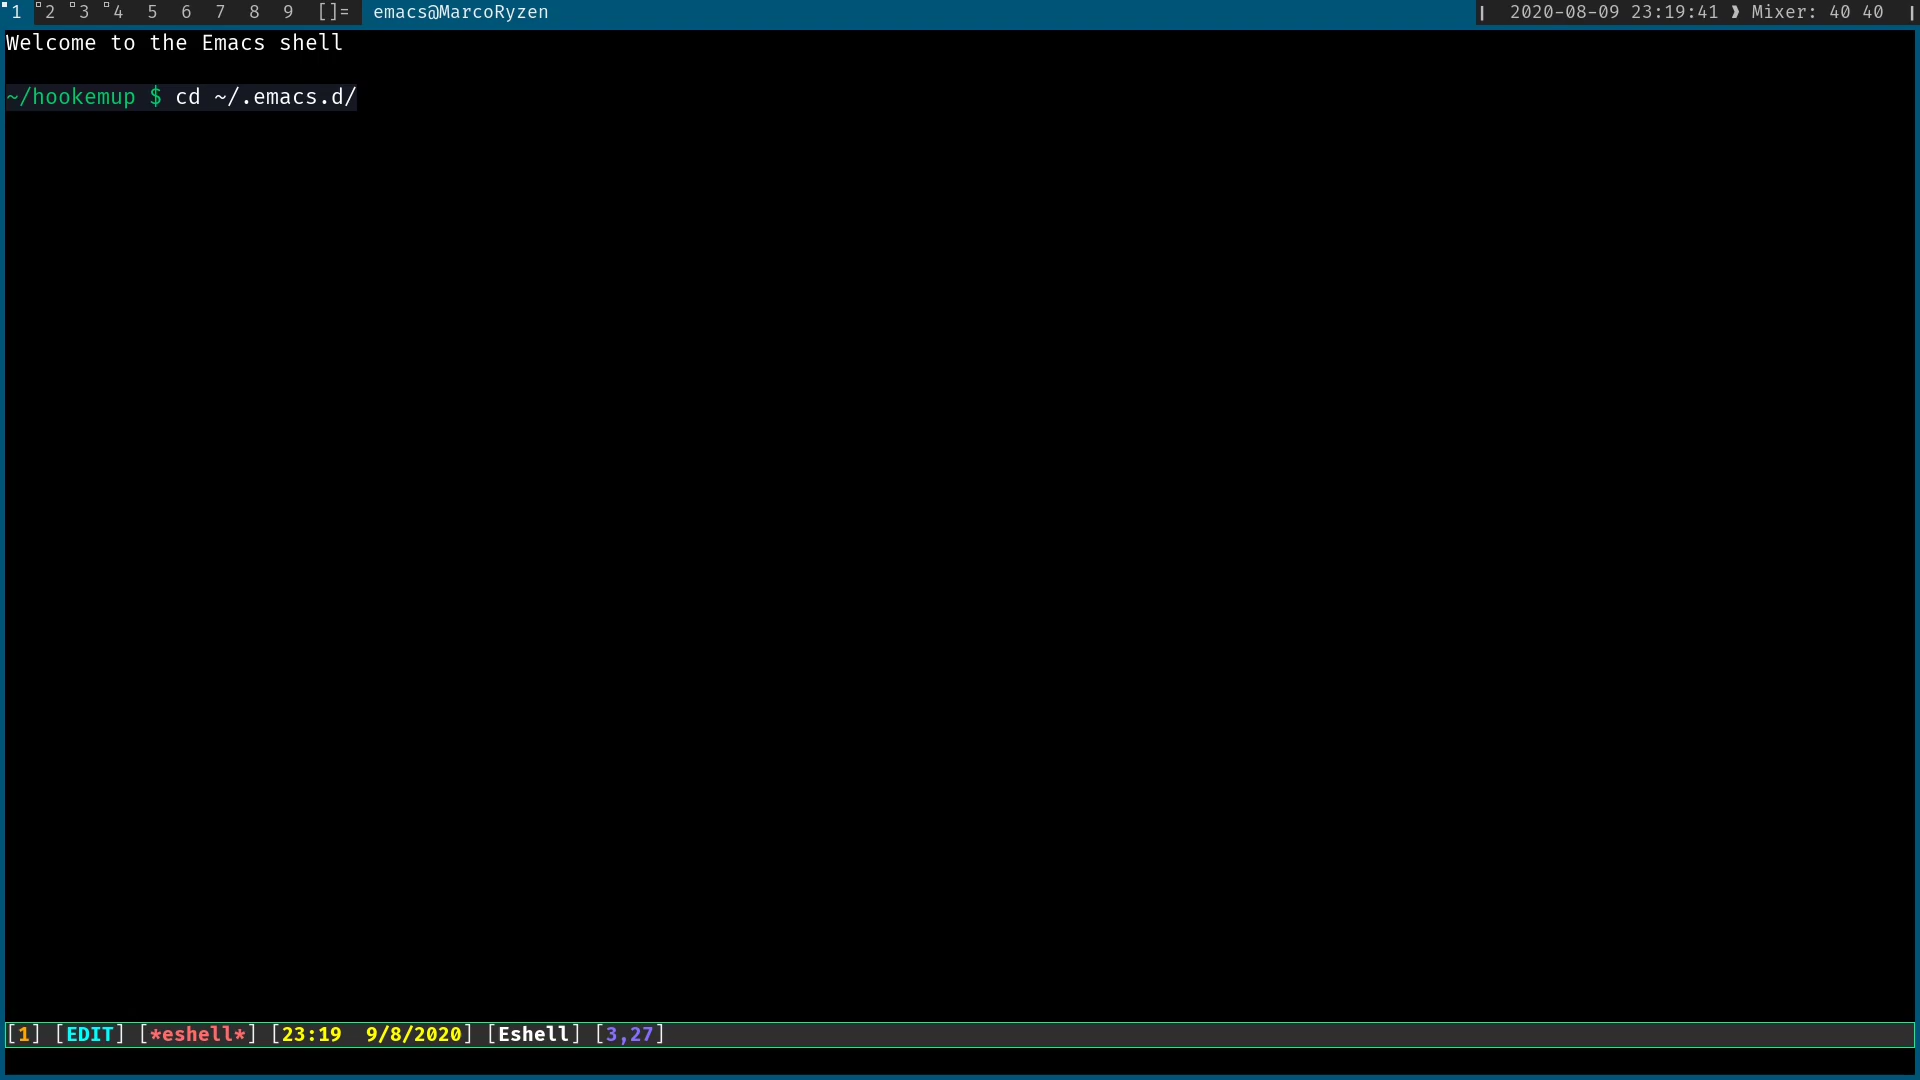 1 2 3 4 5 6 7 8 9 []= emacs@MarcoRyzen | 2020-08-09 23:19:41 ❱ Mixer: 40 40 |
Welcome to the Emacs shell
~/hookemup $ cd ~/.emacs.d/
[1] [EDIT] [*eshell*] [23:19  9/8/2020] [Eshell] [3,27]